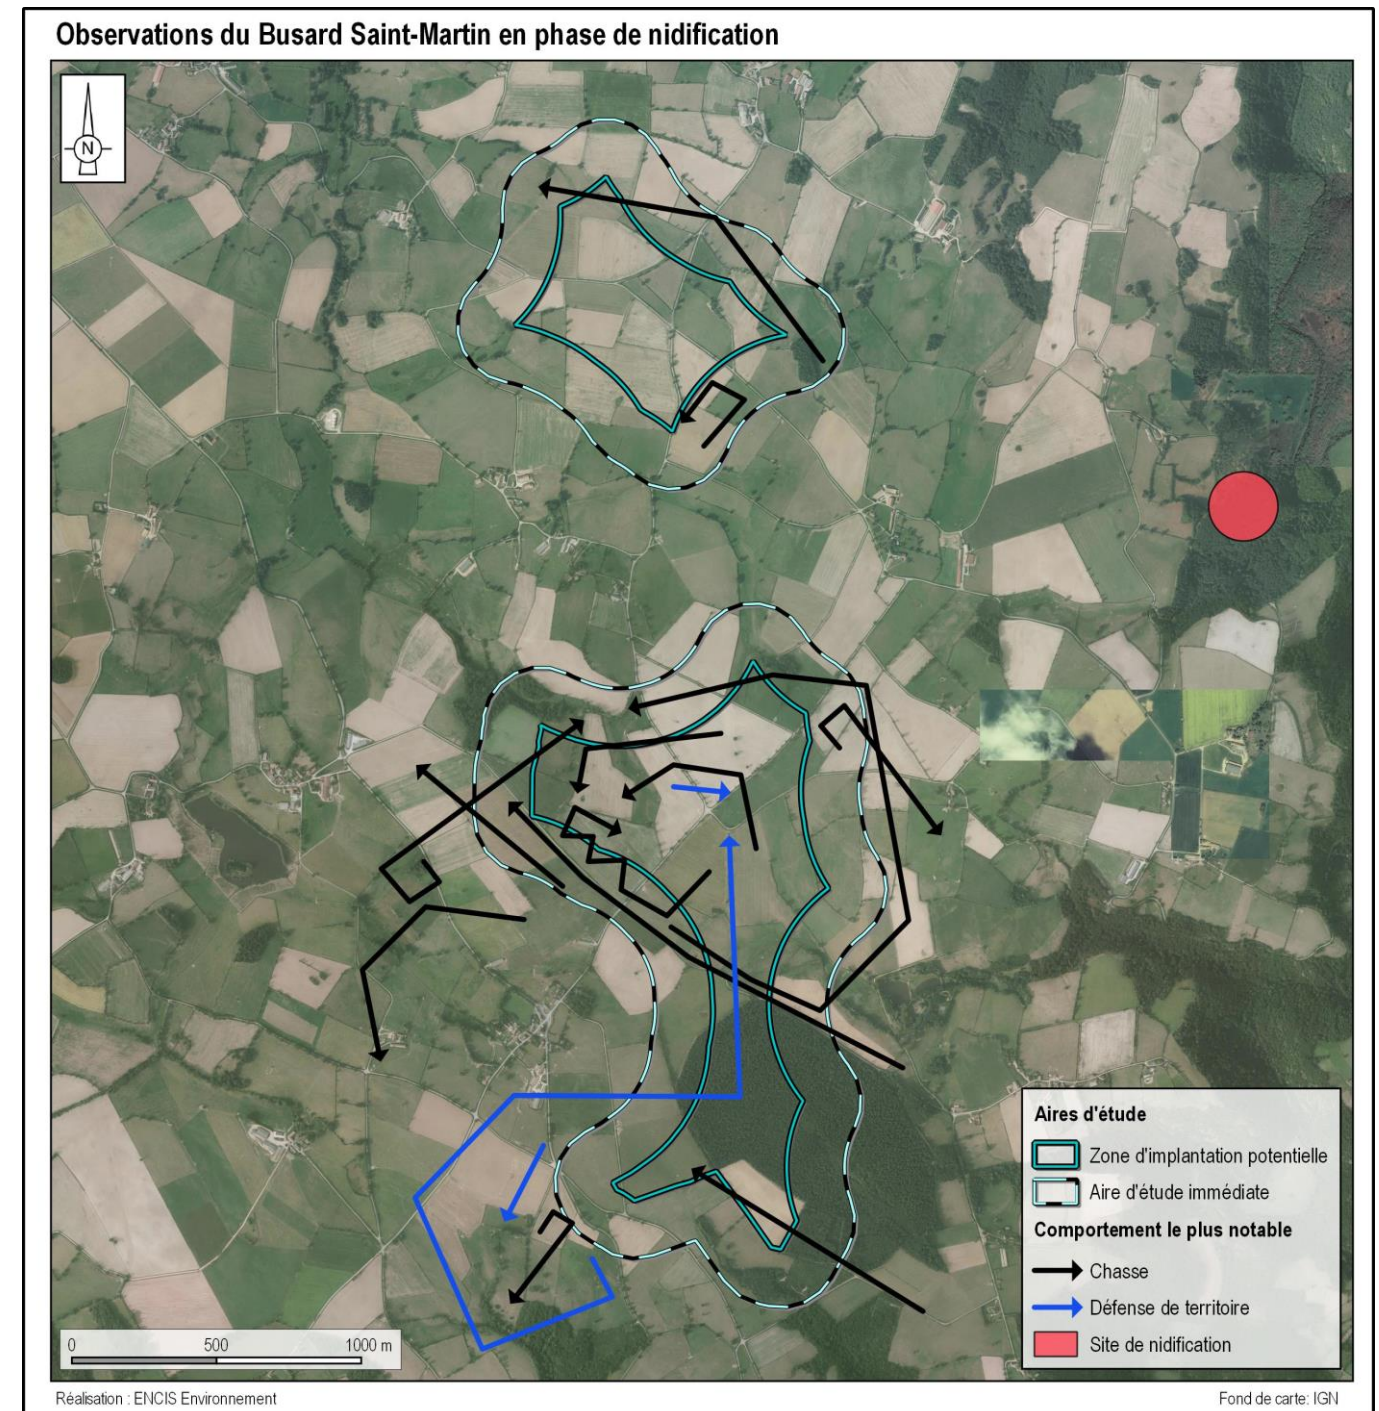 Observations du Busard Saint-Martin en phase de nidification
N
Aires d'étude
Zone d'implantation potentielle
Aire d'étude immédiate
Comportement le plus notable
Chasse
Défense de territoire
Site de nidification
0 500 1000 m
Réalisation : ENCIS Environnement
Fond de carte: IGN